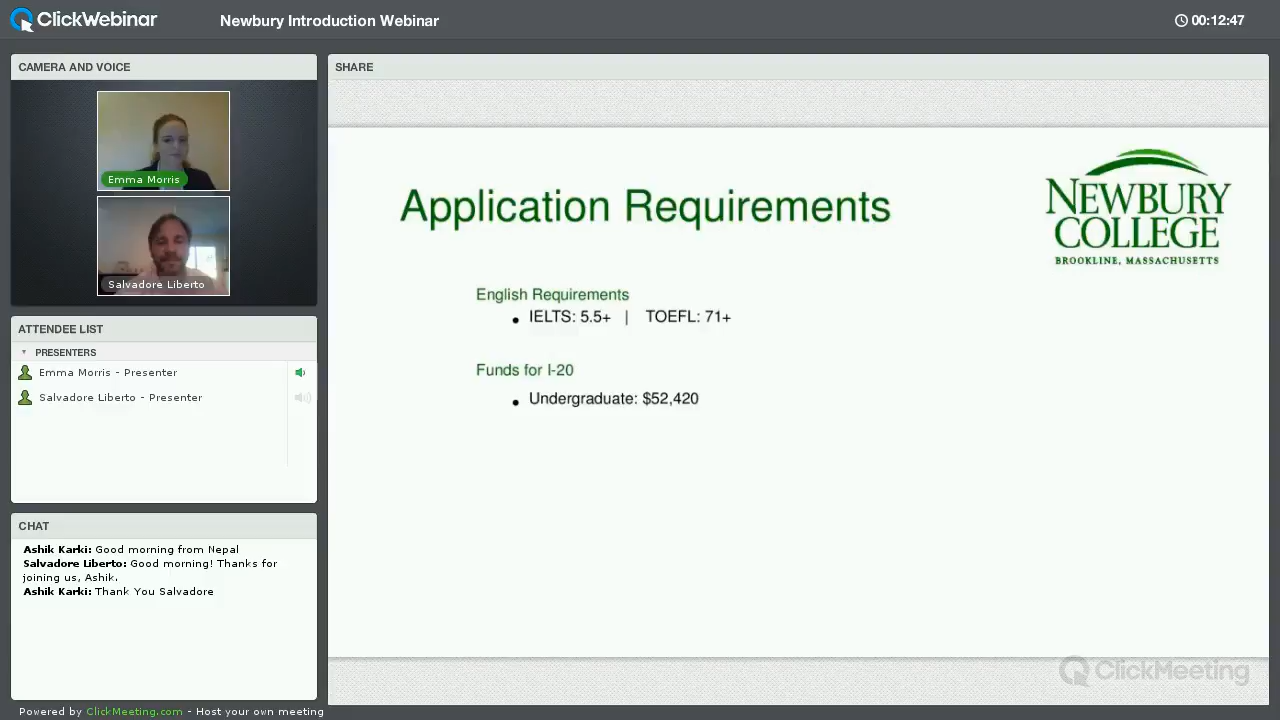 ClickWebinar
Newbury Introduction Webinar
00:12:47
CAMERA AND VOICE
Emma Morris
Salvadore Liberto
ATTENDEE LIST
PRESENTERS
Emma Morris - Presenter
Salvadore Liberto - Presenter
CHAT
Ashik Karki: Good morning from Nepal
Salvadore Liberto: Good morning! Thanks for
joining us, Ashik.
Ashik Karki: Thank You Salvadore
Powered by ClickMeeting.com - Host your own meeting
SHARE
Application Requirements
NEWBURY
COLLEGE
BROOKLINE, MASSACHUSETTS
English Requirements
• IELTS: 5.5+ | TOEFL: 71+
Funds for I-20
• Undergraduate: $52,420
ClickMeeting